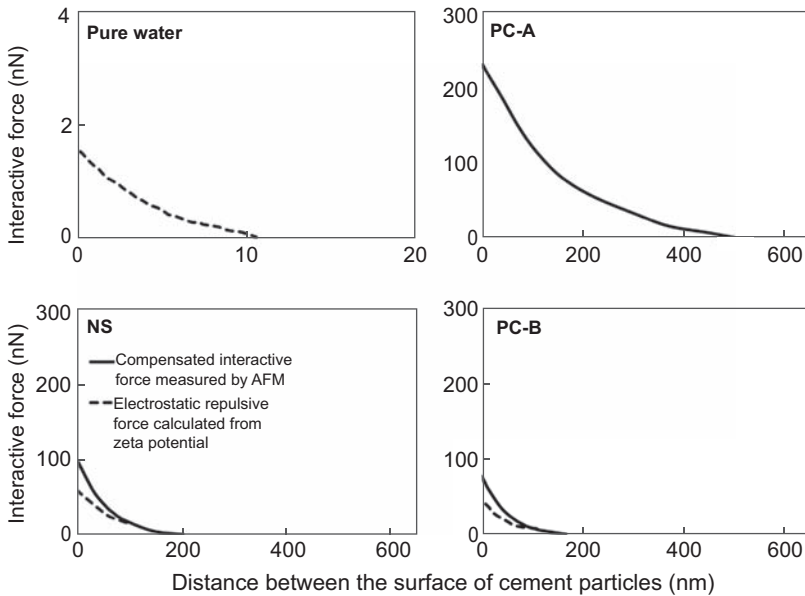 Pure water
Interactive force (nN)
4
2
0
0
10
20
PC-A
300
200
100
0
0
200
400
600
NS
Interactive force (nN)
300
200
100
0
Compensated interactive
force measured by AFM
Electrostatic repulsive
force calculated from
zeta potential
0
200
400
600
PC-B
300
200
100
0
0
200
400
600
Distance between the surface of cement particles (nm)